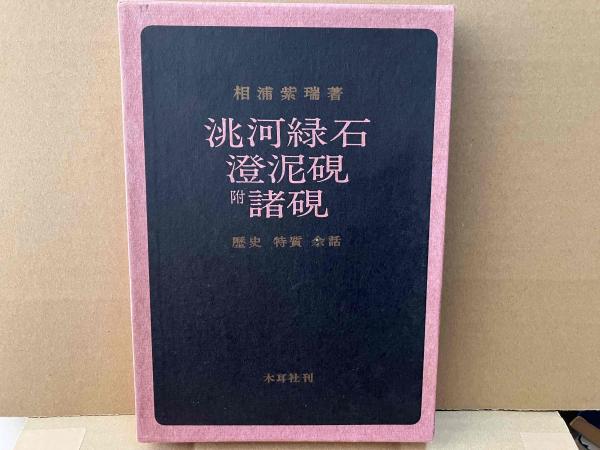 相浦紫瑞著
洮河緑石
澄泥硯
附諸硯
歴史 特質 余話
木耳社刊